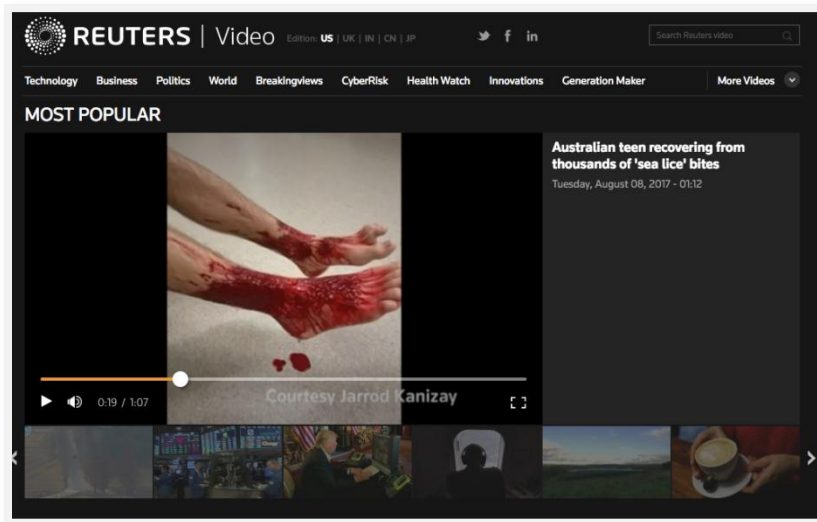 REUTERS | Video Edition: US | UK | IN | CN | JP
Search Reuters video
Technology Business Politics World Breakingviews CyberRisk Health Watch Innovations Generation Maker More Videos
MOST POPULAR
Australian teen recovering from
thousands of 'sea lice' bites
Tuesday, August 08, 2017 - 01:12
0:19 / 1:07
Courtesy Jarrod Kanizay